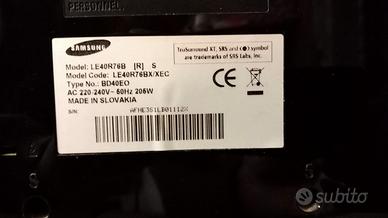 PERSONNEL.
SAMSUNG
Model: LE40R76B [R] S
Model Code: LE40R76BX/XEC
Type No.: BD40EO
AC 220-240V~ 50Hz 206W
MADE IN SLOVAKIA
TruSurround XT, SRS and symbol
are trademarks of
SRS Labs, Inc.
CE
S/N:
S
subito